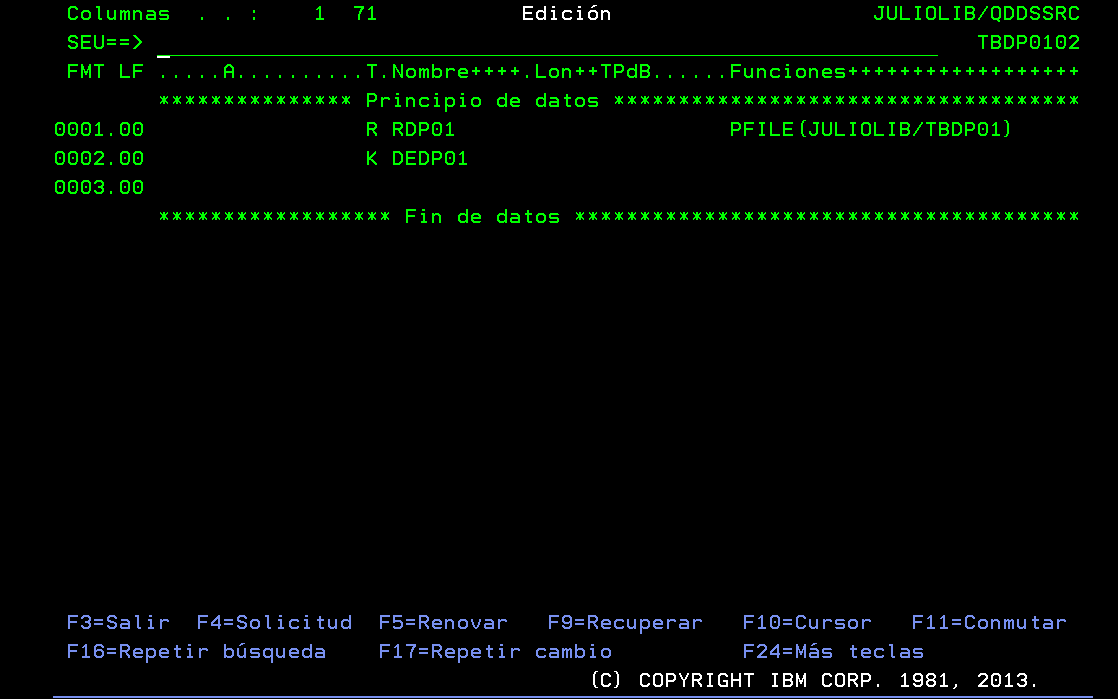 Columnas . . : 1 71 Edición JULIOLIB/QDDSSRC
SEU==> TBDP0102
FMT LF .....A..........T.Nombre++++.Lon++TPdB......Funciones++++++++++++++++++
*************** Principio de datos ************************************
0001.00 R RDP01 PFILE(JULIOLIB/TBDP01)
0002.00 K DEDP01
0003.00
****************** Fin de datos ***************************************
F3=Salir F4=Solicitud F5=Renovar F9=Recuperar F10=Cursor F11=Conmutar
F16=Repetir búsqueda F17=Repetir cambio F24=Más teclas
(C) COPYRIGHT IBM CORP. 1981, 2013.